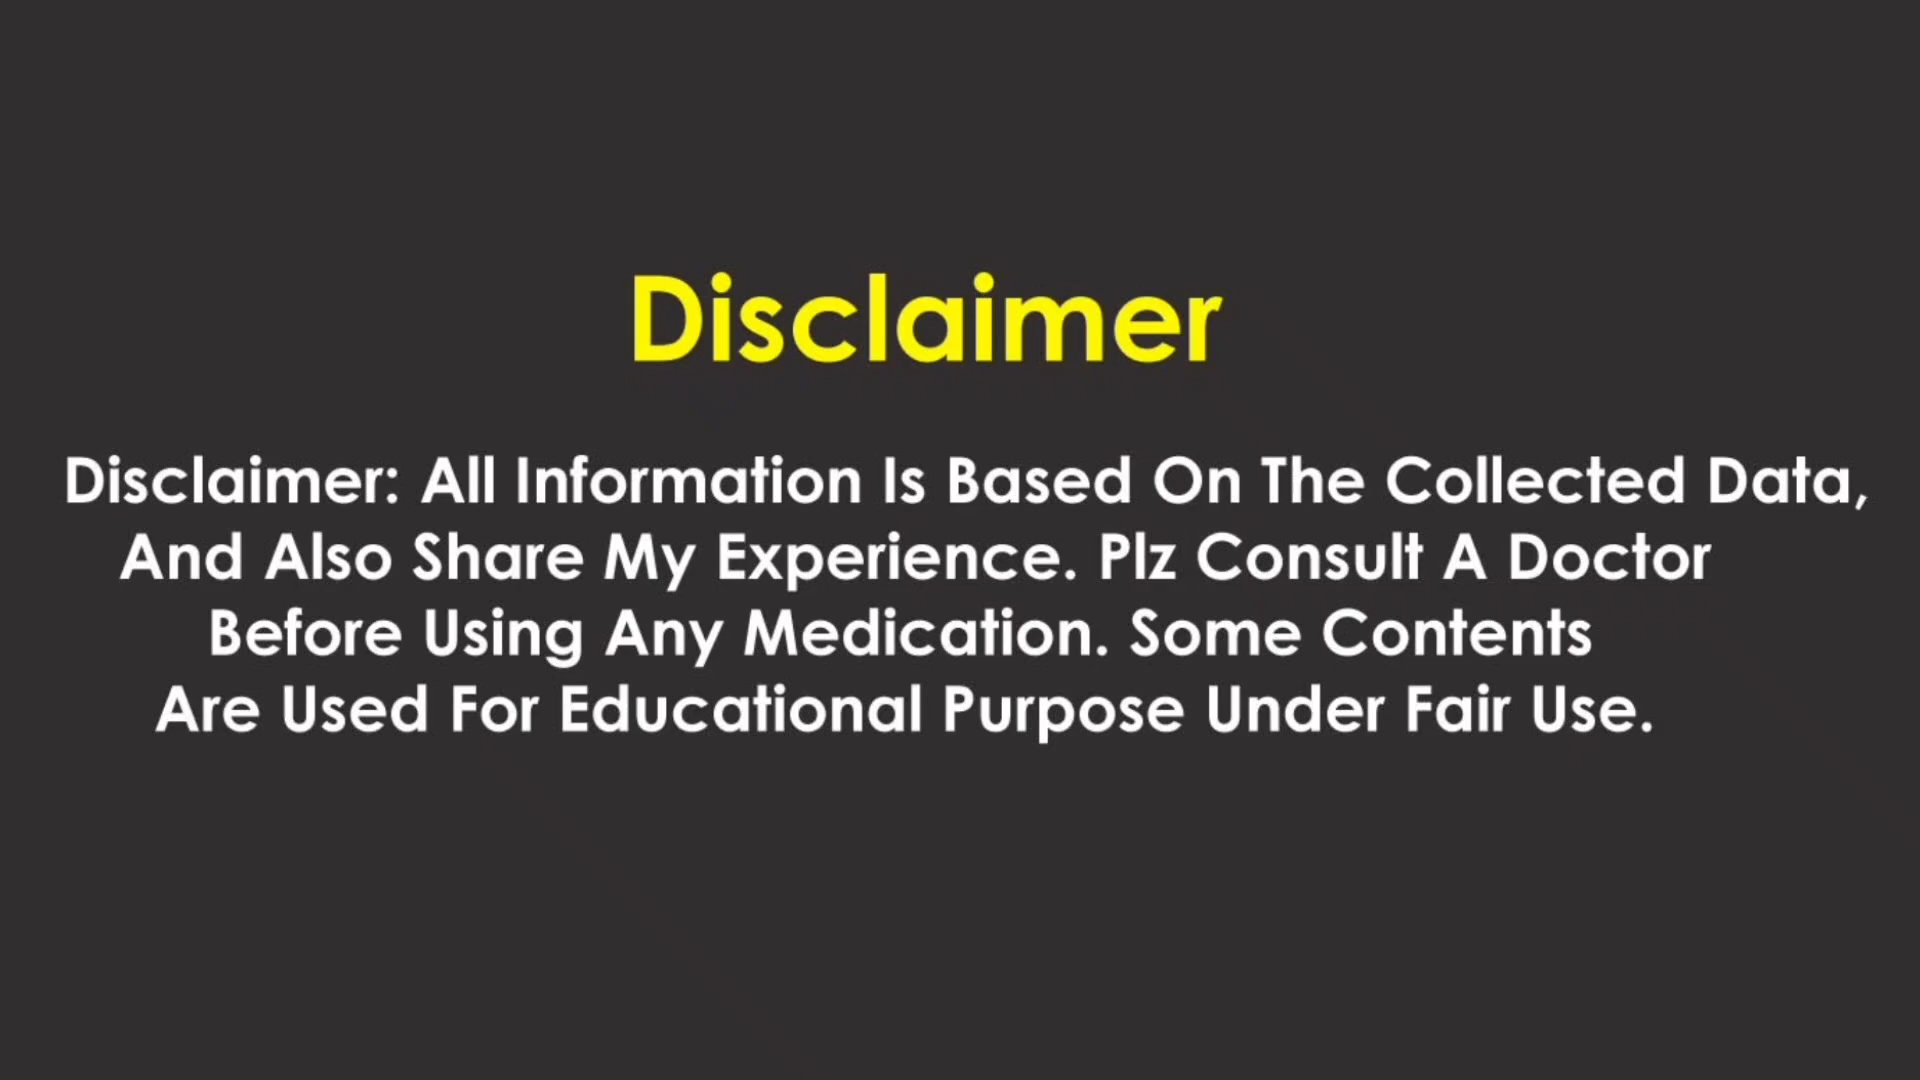 Disclaimer
Disclaimer: All Information Is Based On The Collected Data,
And Also Share My Experience. Plz Consult A Doctor
Before Using Any Medication. Some Contents
Are Used For Educational Purpose Under Fair Use.